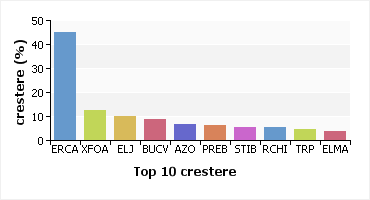 crestere (%)
50
40
30
20
10
0
ERCA XFOA ELJ BUCV AZO PREB STIB RCHI TRP ELMA
Top 10 crestere